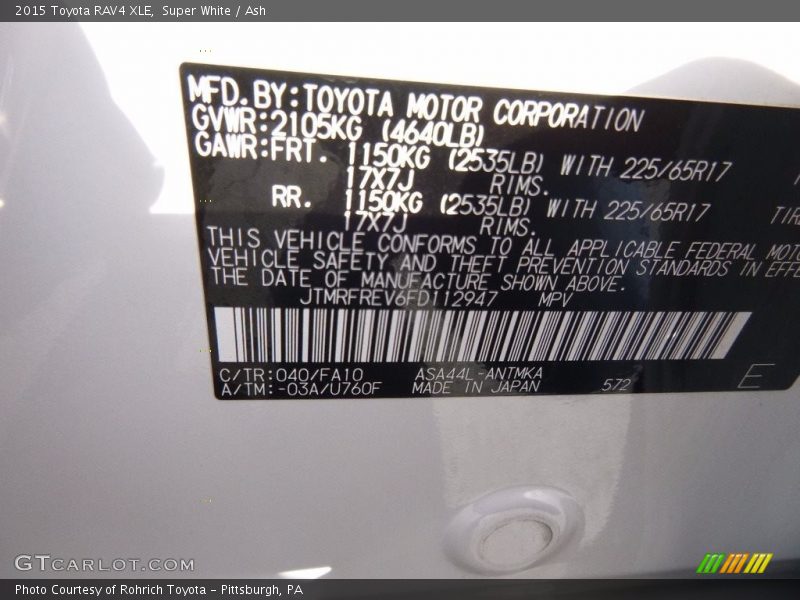 2015 Toyota RAV4 XLE,  Super White / Ash
MFD.BY:TOYOTA MOTOR CORPORATION
GVWR:2105KG (4640LB)
GAWR:FRT. 1150KG (2535LB) WITH 225/65R17
17X7J RIMS.
RR. 1150KG (2535LB) WITH 225/65R17
17X7J RIMS.
THIS VEHICLE CONFORMS TO ALL APPLICABLE FEDERAL
VEHICLE SAFETY AND THEFT PREVENTION STANDARDS IN
THE DATE OF MANUFACTURE SHOWN ABOVE.
JTMRFREV6FD112947 MPV
C/TR:040/FA10 ASA44L-ANTMKA
A/TM:-03A/U760F MADE IN JAPAN 572 E
GTCARLOT.COM
Photo Courtesy of Rohrich Toyota - Pittsburgh, PA